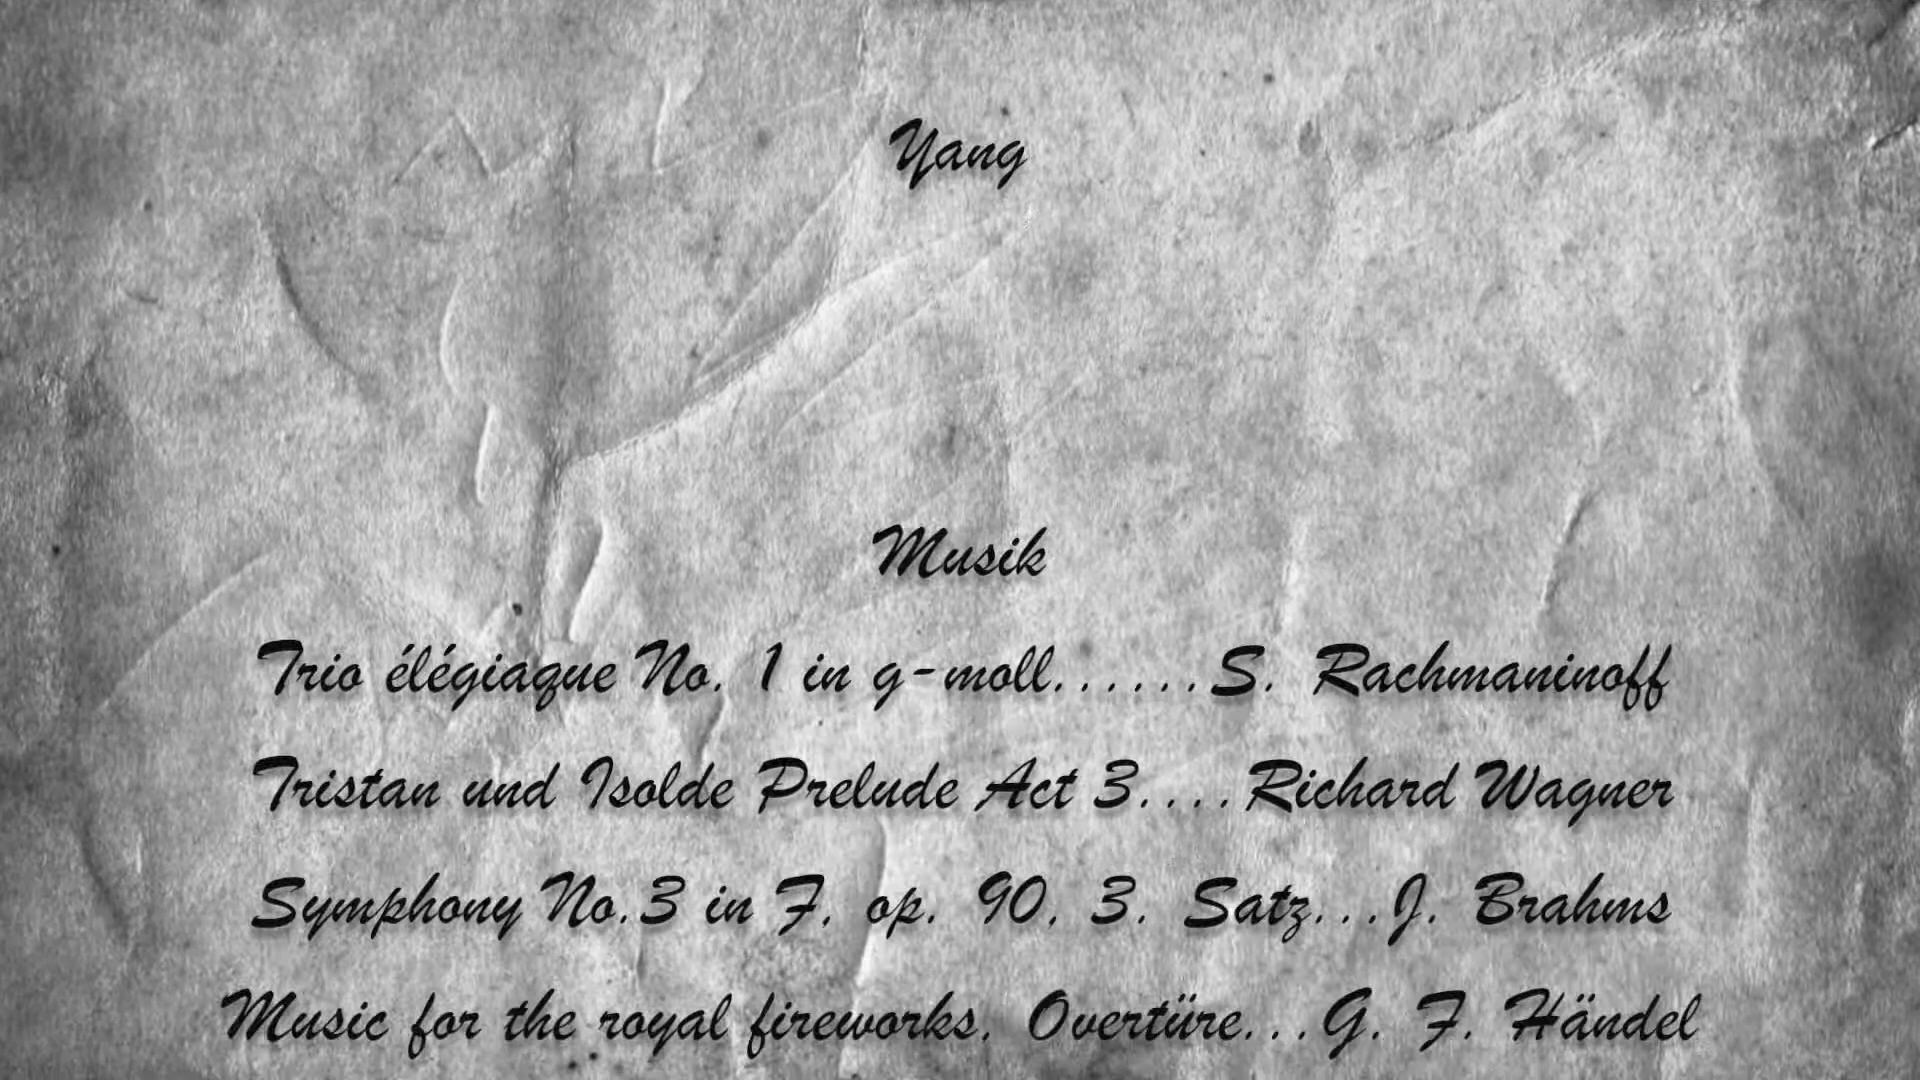 Yang
Musik
Trio élégiaque No. 1 in g-moll......S. Rachmaninoff
Tristan und Isolde Prelude Act 3....Richard Wagner
Symphony No.3 in F, op. 90, 3. Satz...J. Brahms
Music for the royal fireworks, Overtüre...G. F. Händel